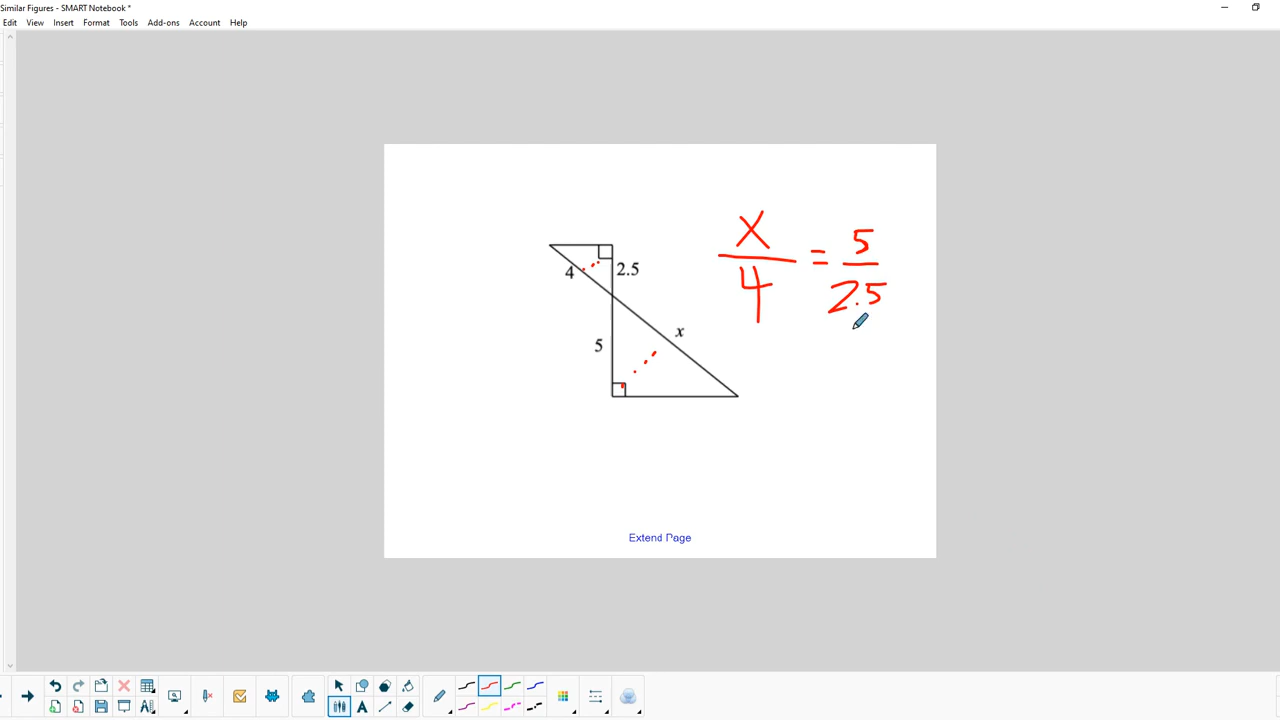 Similar Figures - SMART Notebook *
Edit View Insert Format Tools Add-ons Account Help
x
4
=
5
2.5
4
2.5
5
x
Extend Page
A
A